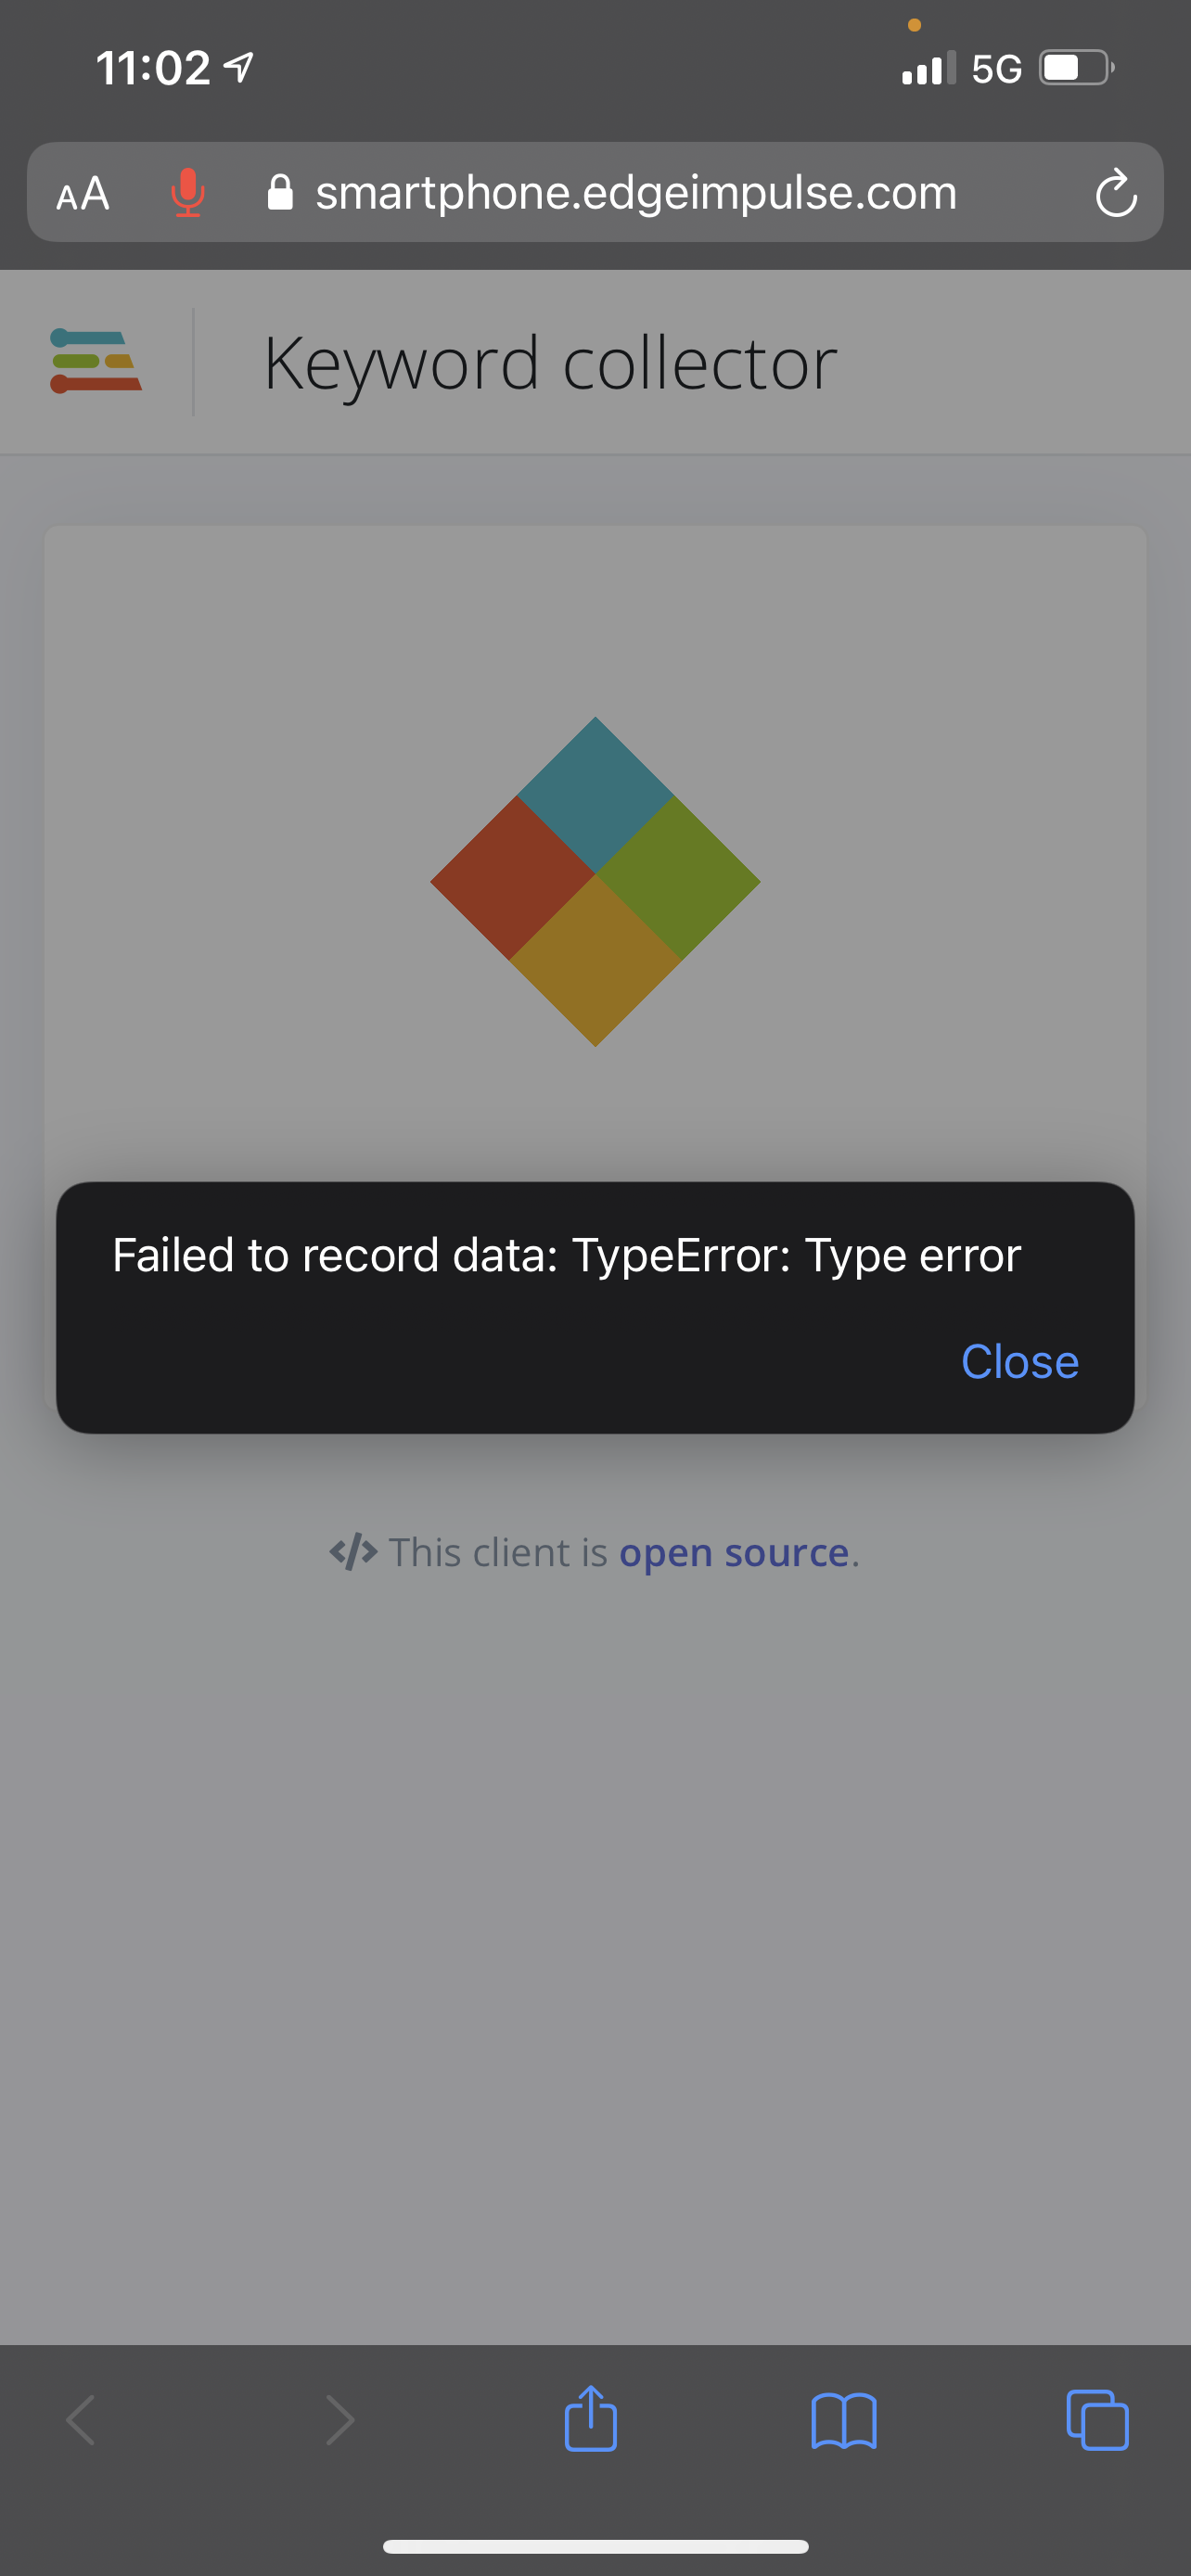 11:02
5G
AA
smartphone.edgeimpulse.com
Keyword collector
Failed to record data: TypeError: Type error
Close
</> This client is open source.